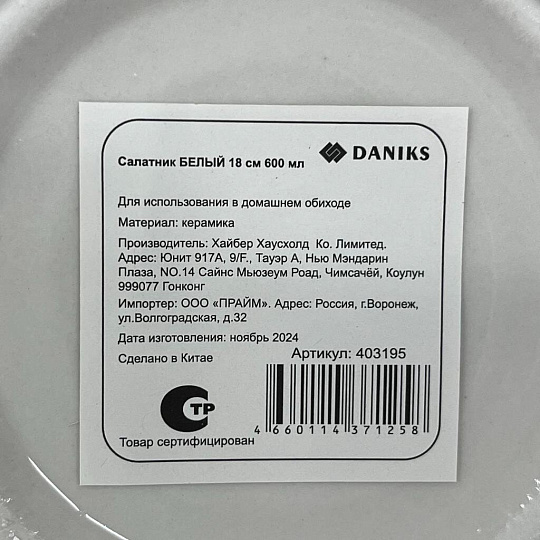 Салатник БЕЛЫЙ 18 см 600 мл
DANIKS
Для использования в домашнем обиходе
Материал: керамика
Производитель: Хайбер Хаусхолд Ко. Лимитед.
Адрес: Юнит 917А, 9/F., Тауэр А, Нью Мэндарин
Плаза, NO.14 Сайнс Мьюзеум Роад, Чимсачёй, Коулун
999077 Гонконг
Импортер: ООО «ПРАЙМ». Адрес: Россия, г.Воронеж,
ул.Волгоградская, д.32
Дата изготовления: ноябрь 2024
Сделано в Китае
Артикул: 403195
СТР
Товар сертифицирован
4 660114 371258